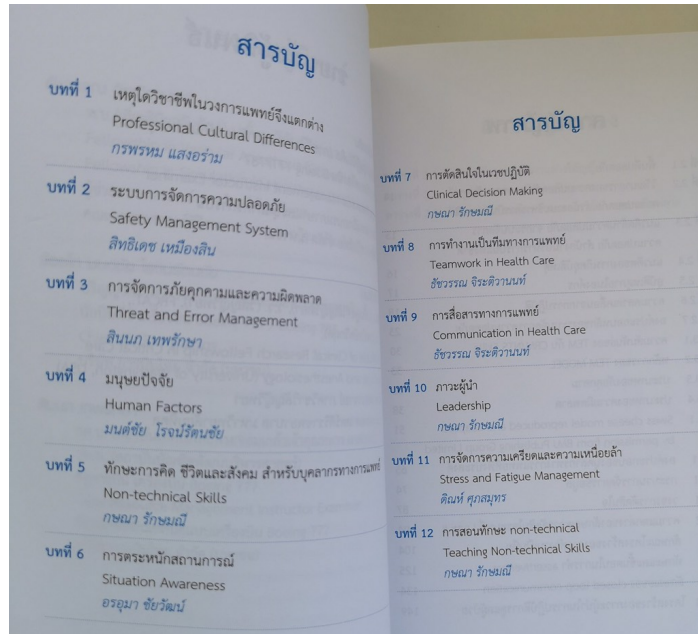 สารบัญ
บทที่ 1 เหตุใดวิชาชีพในวงการแพทย์จึงแตกต่าง
Professional Cultural Differences
กรพรหม แสงอร่าม
บทที่ 2 ระบบการจัดการความปลอดภัย
Safety Management System
สิทธิเดช เหมืองสิน
บทที่ 3 การจัดการภัยคุกคามและความผิดพลาด
Threat and Error Management
สินนภ เทพรักษา
บทที่ 4 มนุษยปัจจัย
Human Factors
มนต์ชัย โรจน์รัตนชัย
บทที่ 5 ทักษะการคิด ชีวิตและสังคม สำหรับบุคลากรทางการแพทย์
Non-technical Skills
กษณา รักษมณี
บทที่ 6 การตระหนักสถานการณ์
Situation Awareness
อรอุมา ชัยวัฒน์
สารบัญ
บทที่ 7 การตัดสินใจในเวชปฏิบัติ
Clinical Decision Making
กษณา รักษมณี
บทที่ 8 การทำงานเป็นทีมทางการแพทย์
Teamwork in Health Care
ธัชวรรณ จิระติวานนท์
บทที่ 9 การสื่อสารทางการแพทย์
Communication in Health Care
ธัชวรรณ จิระติวานนท์
บทที่ 10 ภาวะผู้นำ
Leadership
กษณา รักษมณี
บทที่ 11 การจัดการความเครียดและความเหนื่อยล้า
Stress and Fatigue Management
ดิณห์ ศุภสมุทร
บทที่ 12 การสอนทักษะ non-technical
Teaching Non-technical Skills
กษณา รักษมณี